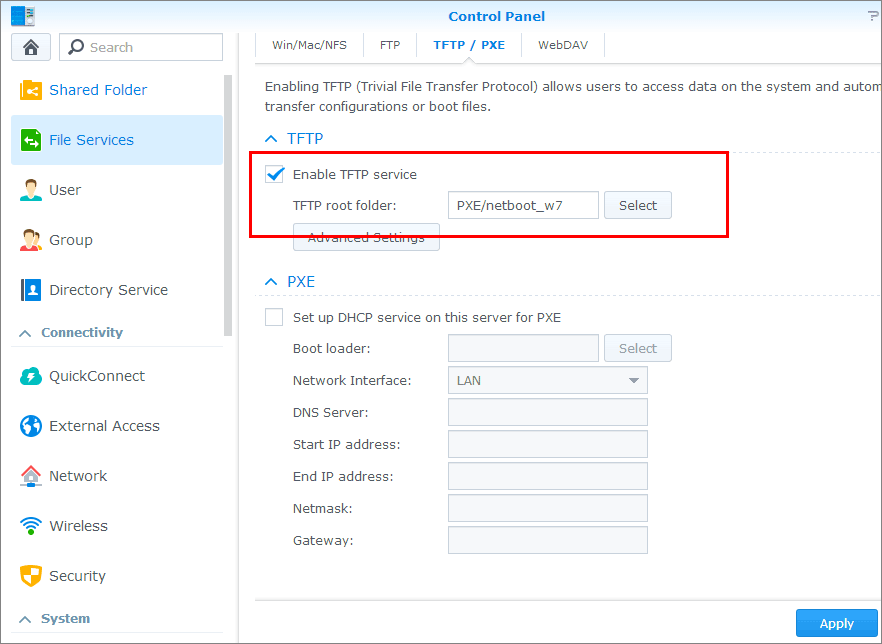 Control Panel
Search
Shared Folder
File Services
User
Group
Directory Service
Connectivity
QuickConnect
External Access
Network
Wireless
Security
System
Win/Mac/NFS FTP TFTP / PXE WebDAV
Enabling TFTP (Trivial File Transfer Protocol) allows users to access data on the system and autom
transfer configurations or boot files.
TFTP
Enable TFTP service
TFTP root folder: PXE/netboot_w7 Select
Advanced Settings
PXE
Set up DHCP service on this server for PXE
Boot loader: Select
Network Interface: LAN
DNS Server:
Start IP address:
End IP address:
Netmask:
Gateway:
Apply